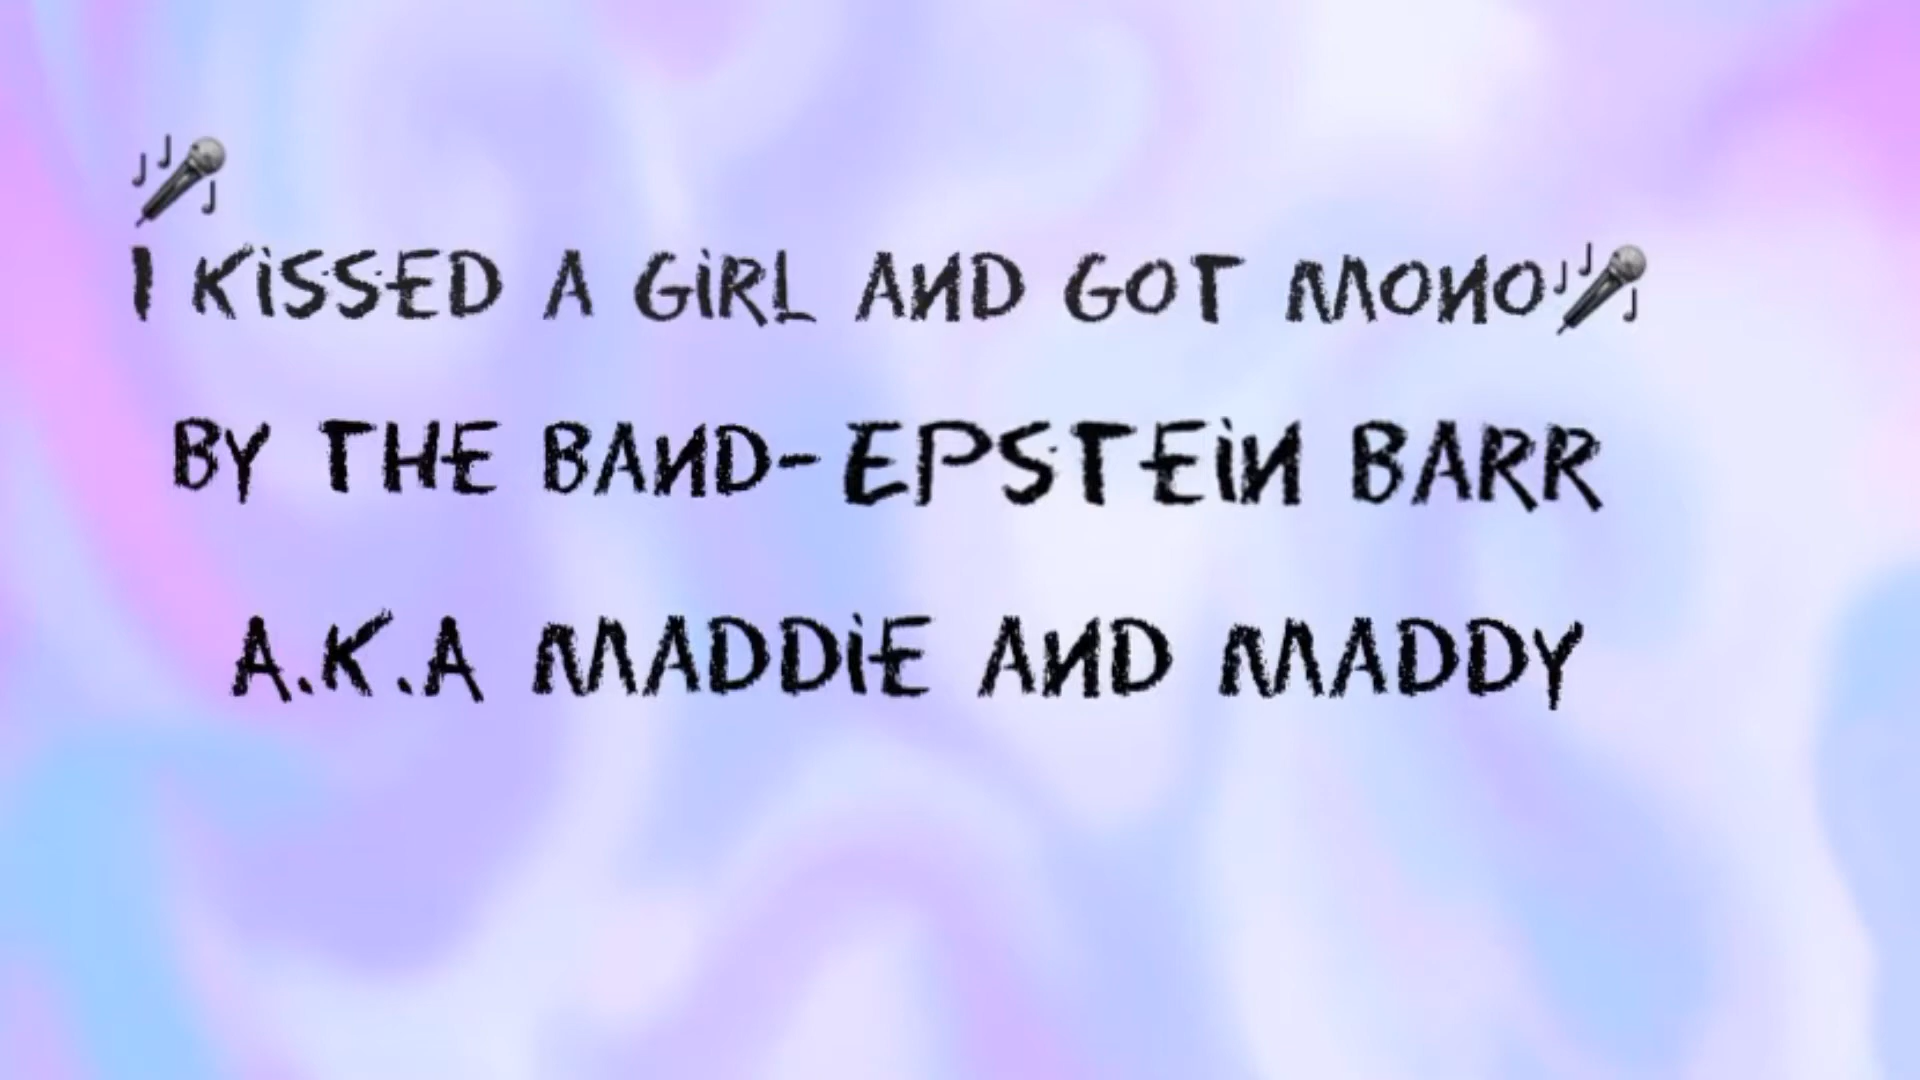 🎤
I KiSSED A GiRL AND GOT MONO🎤
BY THE BAND-EPSTEiN BARR
A.K.A MADDiE AND MADDY